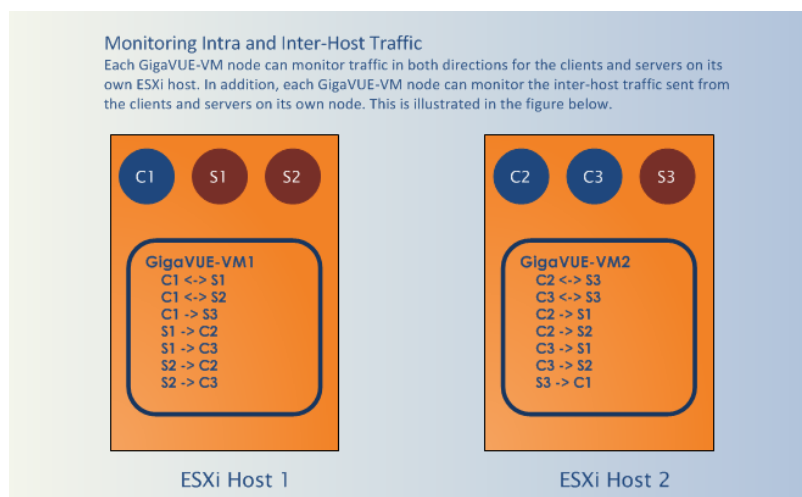 Monitoring Intra and Inter-Host Traffic
Each GigaVUE-VM node can monitor traffic in both directions for the clients and servers on its
own ESXi host. In addition, each GigaVUE-VM node can monitor the inter-host traffic sent from
the clients and servers on its own node. This is illustrated in the figure below.
C1 S1 S2
GigaVUE-VM1
C1 <-> S1
C1 <-> S2
C1 -> S3
S1 -> C2
S1 -> C3
S2 -> C2
S2 -> C3
ESXi Host 1
C2 C3 S3
GigaVUE-VM2
C2 <-> S3
C3 <-> S3
C2 -> S1
C2 -> S2
C3 -> S1
C3 -> S2
S3 -> C1
ESXi Host 2